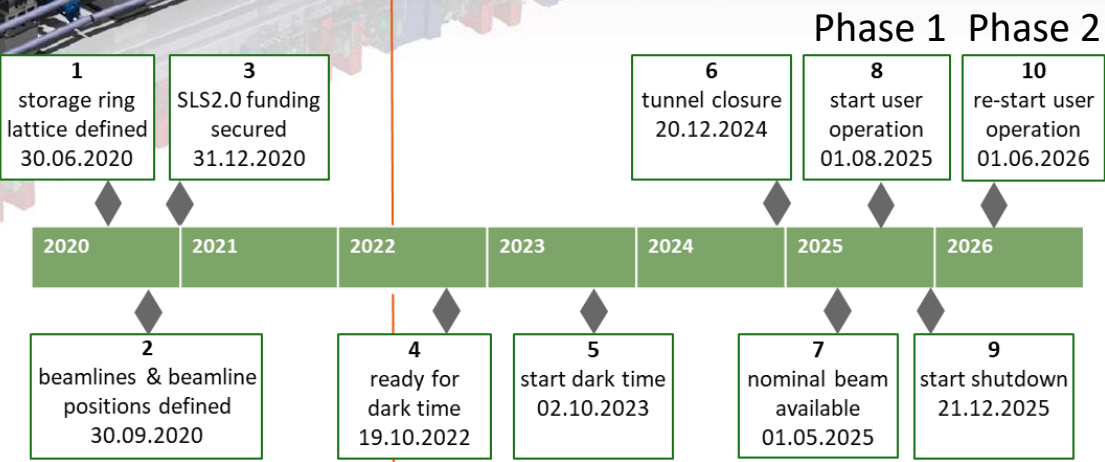 Phase 1 Phase 2
1
storage ring
lattice defined
30.06.2020
3
SLS2.0 funding
secured
31.12.2020
6
tunnel closure
20.12.2024
8
start user
operation
01.08.2025
10
re-start user
operation
01.06.2026
2020 2021 2022 2023 2024 2025 2026
2
beamlines & beamline
positions defined
30.09.2020
4
ready for
dark time
19.10.2022
5
start dark time
02.10.2023
7
nominal beam
available
01.05.2025
9
start shutdown
21.12.2025